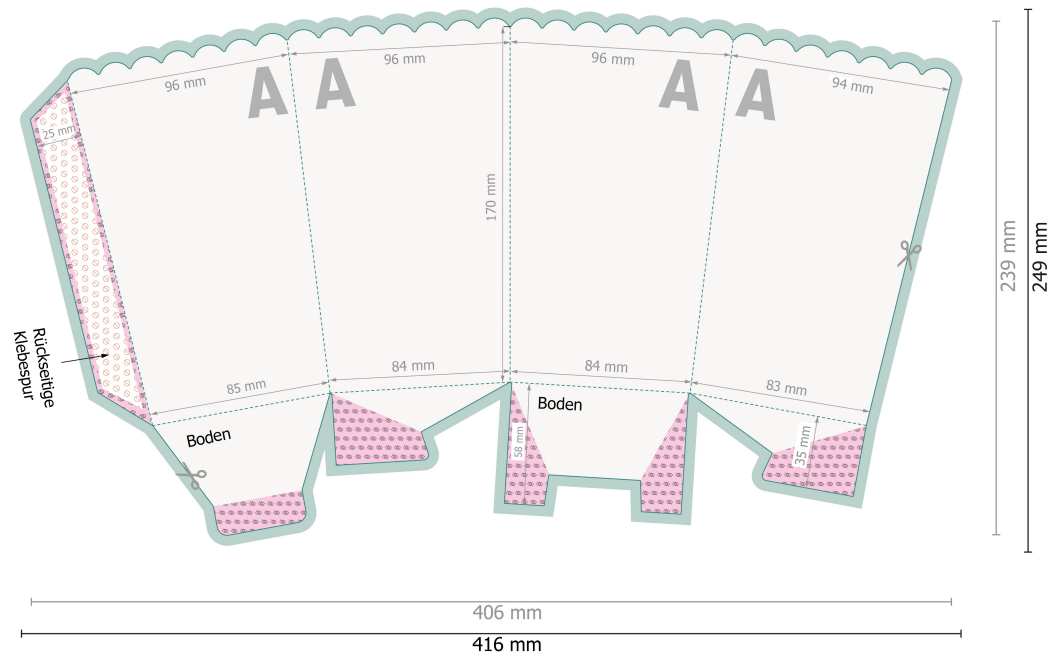 96 mm
96 mm
96 mm
94 mm
A
A
A
A
25 mm
170 mm
239 mm
249 mm
Rückseitige
Klebespur
85 mm
84 mm
84 mm
83 mm
Boden
Boden
58 mm
35 mm
406 mm
416 mm